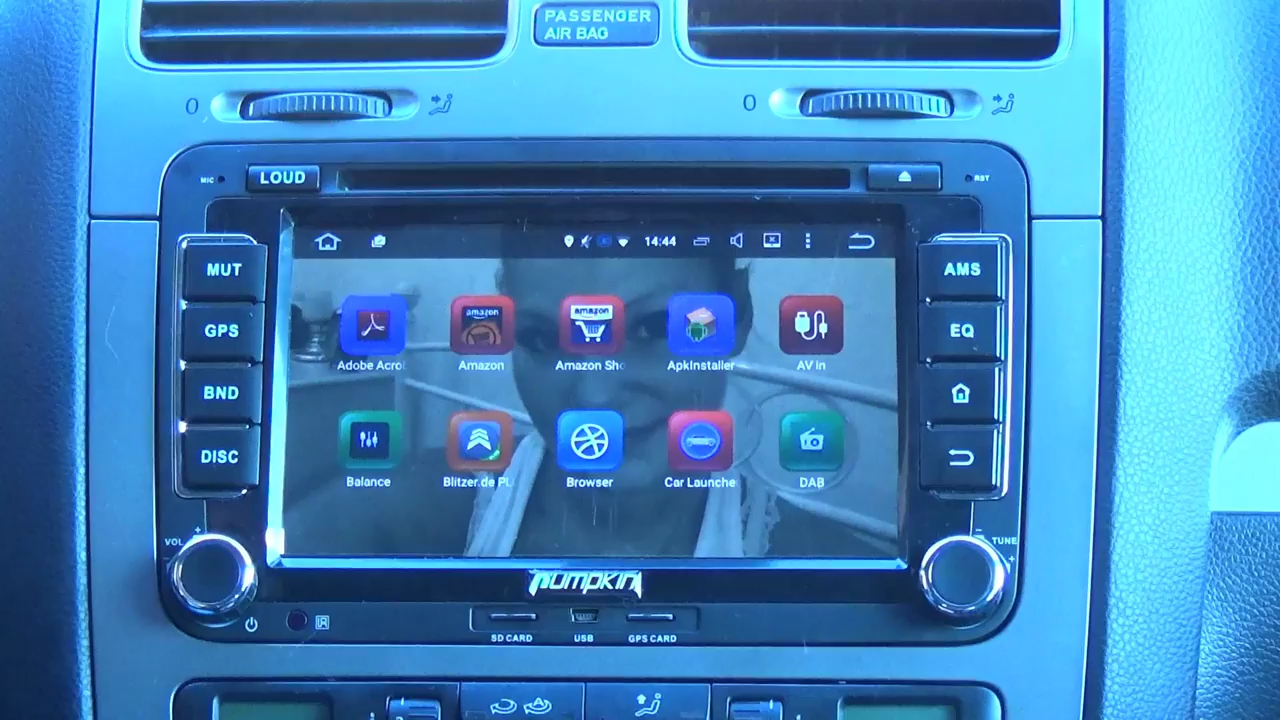 PASSENGER
AIR BAG
0
0
MIC
LOUD
RST
14:44
MUT
GPS
BND
DISC
AMS
EQ
Adobe Acro
amazon
Amazon
amazon
Amazon Sho
ApkInstaller
AV In
Balance
Blitzer.de PL
Browser
Car Launche
DAB
VOL
+
-
TUNE
+
PUMPKIN
IR
SD CARD
USB
GPS CARD
A